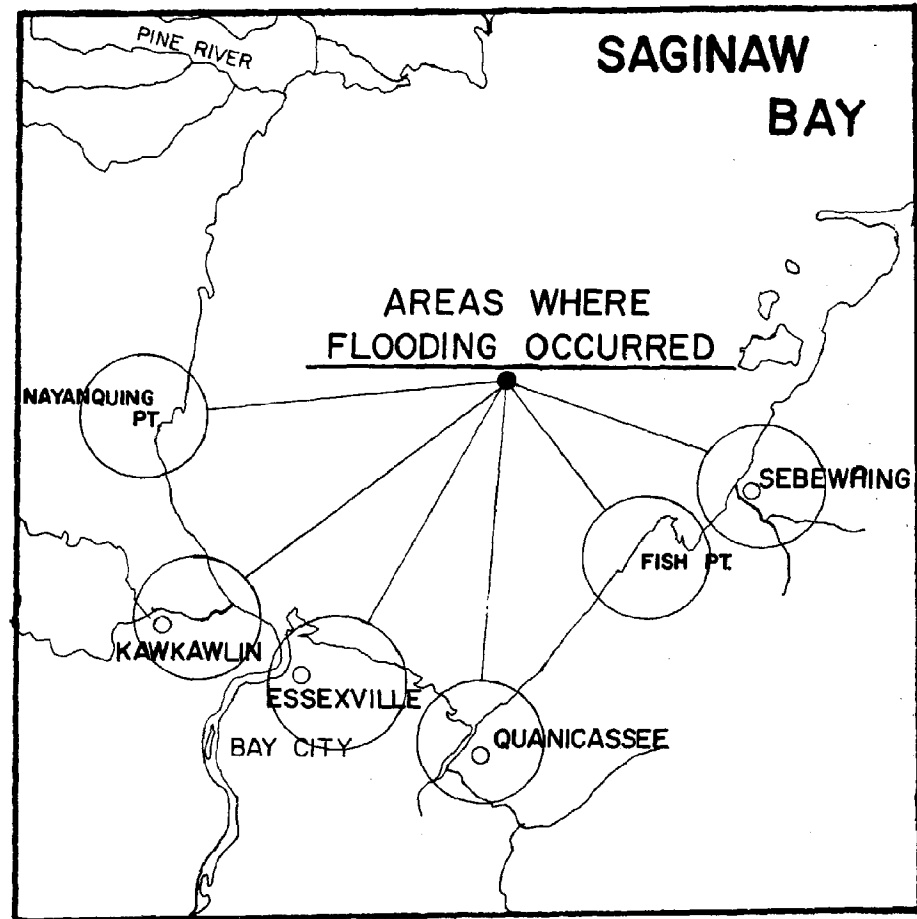 PINE RIVER
SAGINAW
BAY
AREAS WHERE
FLOODING OCCURRED
NAYANQUING
PT.
SEBEWAING
FISH PT.
KAWKAWLIN
ESSEXVILLE
BAY CITY
QUANICASSEE